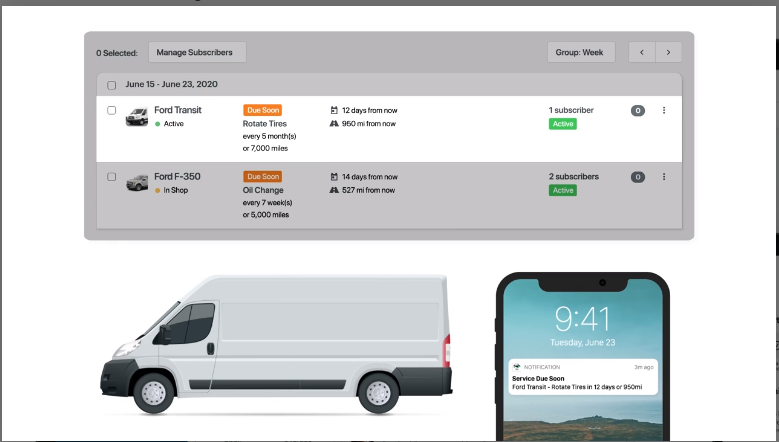 0 Selected:
Manage Subscribers
Group: Week
June 15 - June 23, 2020
Ford Transit
Active
Due Soon
Rotate Tires
every 5 month(s)
or 7,000 miles
12 days from now
950 mi from now
1 subscriber
Active
0
Ford F-350
In Shop
Due Soon
Oil Change
every 7 week(s)
or 5,000 miles
14 days from now
527 mi from now
2 subscribers
Active
0
9:41
Tuesday, June 23
NOTIFICATION
3m ago
Service Due Soon
Ford Transit - Rotate Tires in 12 days or 950mi